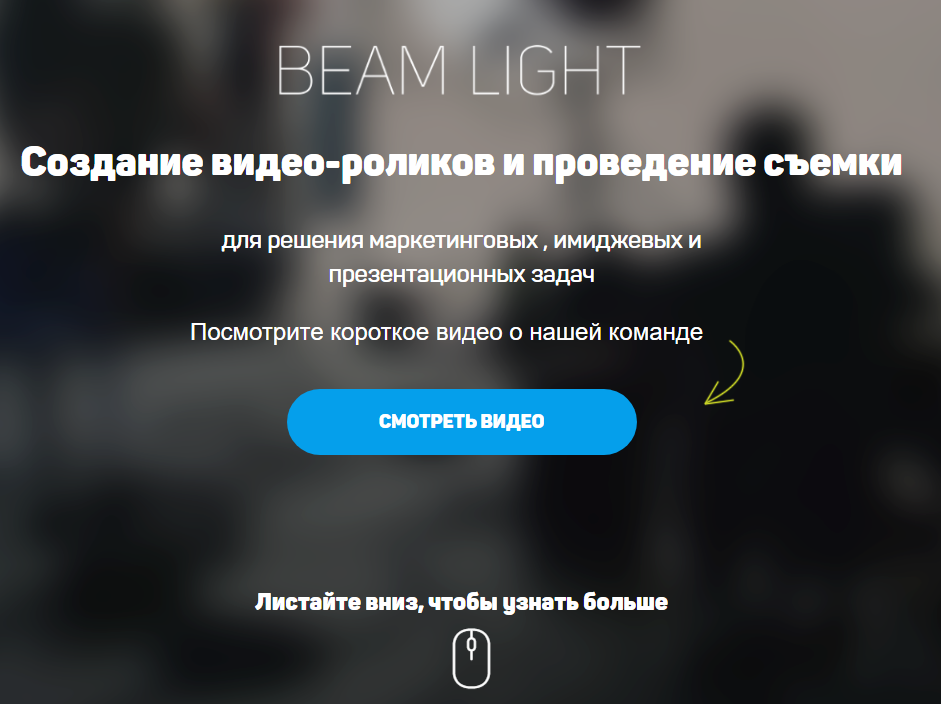 BEAM LIGHT
Создание видео-роликов и проведение съемки
для решения маркетинговых , имиджевых и
презентационных задач
Посмотрите короткое видео о нашей команде
СМОТРЕТЬ ВИДЕО
Листайте вниз, чтобы узнать больше